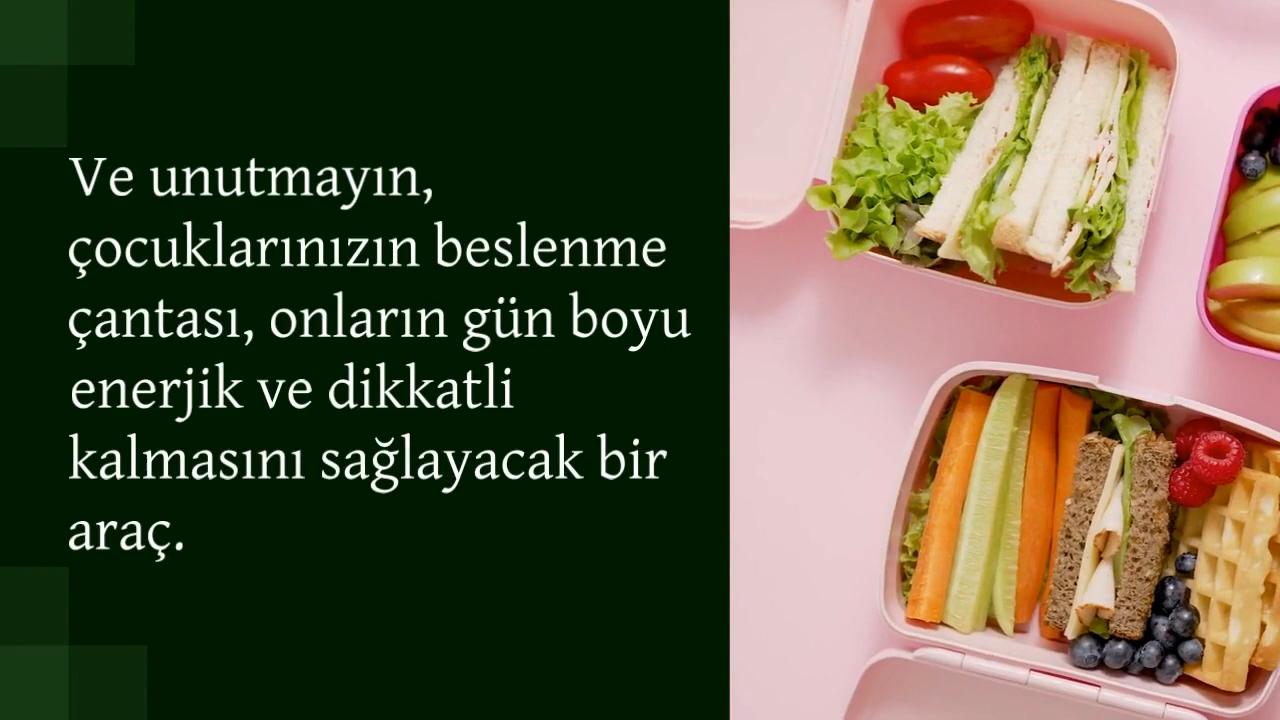 Ve unutmayın,
çocuklarınızın beslenme
çantası, onların gün boyu
enerjik ve dikkatli
kalmasını sağlayacak bir
araç.